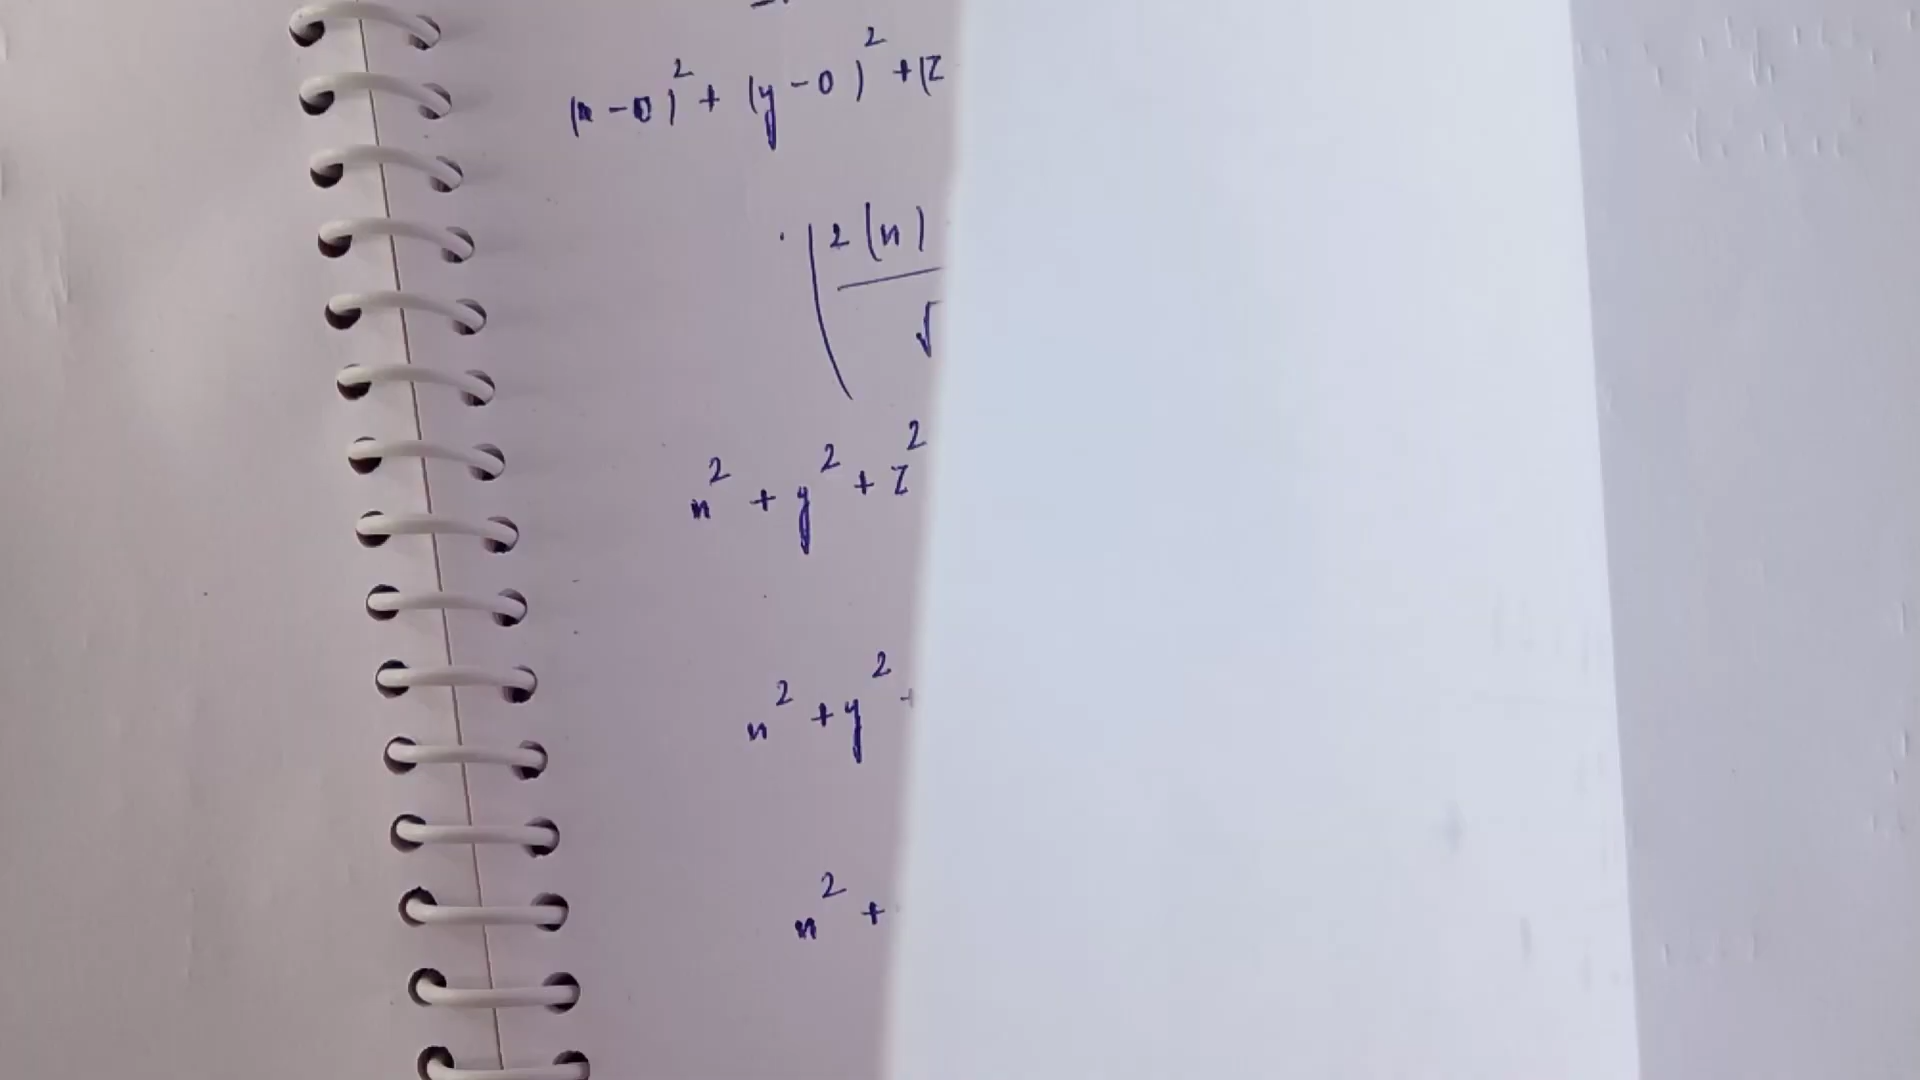 (x-0)² + (y-0)² + (z
|2(x)
√
x² + y² + z²
x² + y² +
x² +